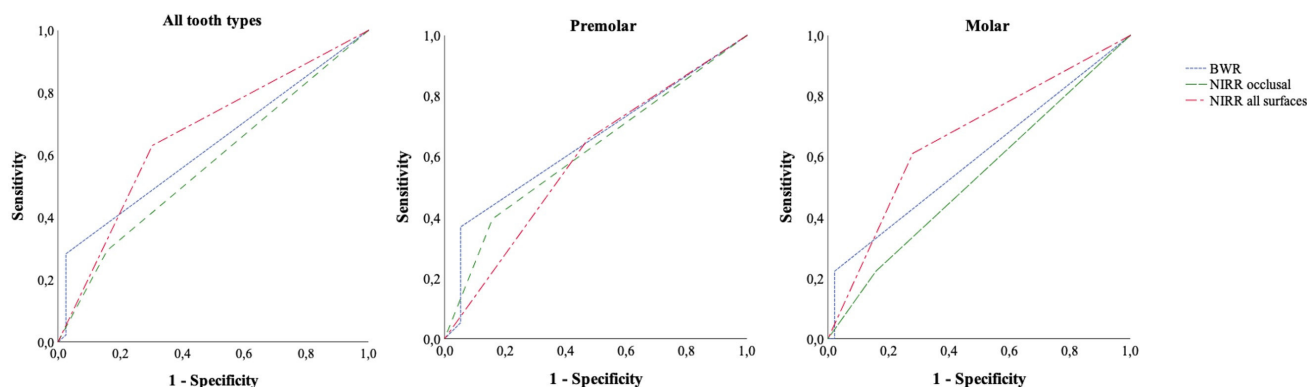 All tooth types
Premolar
Molar
1,0
0,8
0,6
0,4
0,2
0,0
Sensitivity
0,0 0,2 0,4 0,6 0,8 1,0
1 - Specificity
1,0
0,8
0,6
0,4
0,2
0,0
Sensitivity
0,0 0,2 0,4 0,6 0,8 1,0
1 - Specificity
1,0
0,8
0,6
0,4
0,2
0,0
Sensitivity
0,0 0,2 0,4 0,6 0,8 1,0
1 - Specificity
BWR
NIRR occlusal
NIRR all surfaces